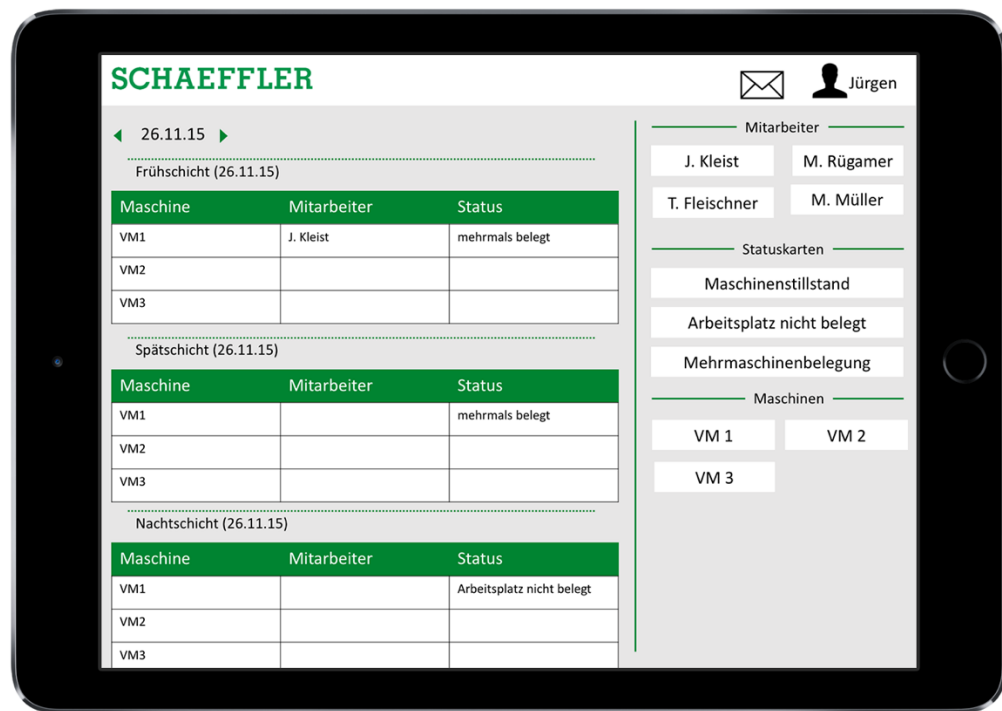 SCHAEFFLER
Jürgen
26.11.15
Frühschicht (26.11.15)
Maschine Mitarbeiter Status
VM1 J. Kleist mehrmals belegt
VM2
VM3
Spätschicht (26.11.15)
Maschine Mitarbeiter Status
VM1 mehrmals belegt
VM2
VM3
Nachtschicht (26.11.15)
Maschine Mitarbeiter Status
VM1 Arbeitsplatz nicht belegt
VM2
VM3
Mitarbeiter
J. Kleist M. Rügamer
T. Fleischner M. Müller
Statuskarten
Maschinenstillstand
Arbeitsplatz nicht belegt
Mehrmaschinenbelegung
Maschinen
VM 1 VM 2
VM 3